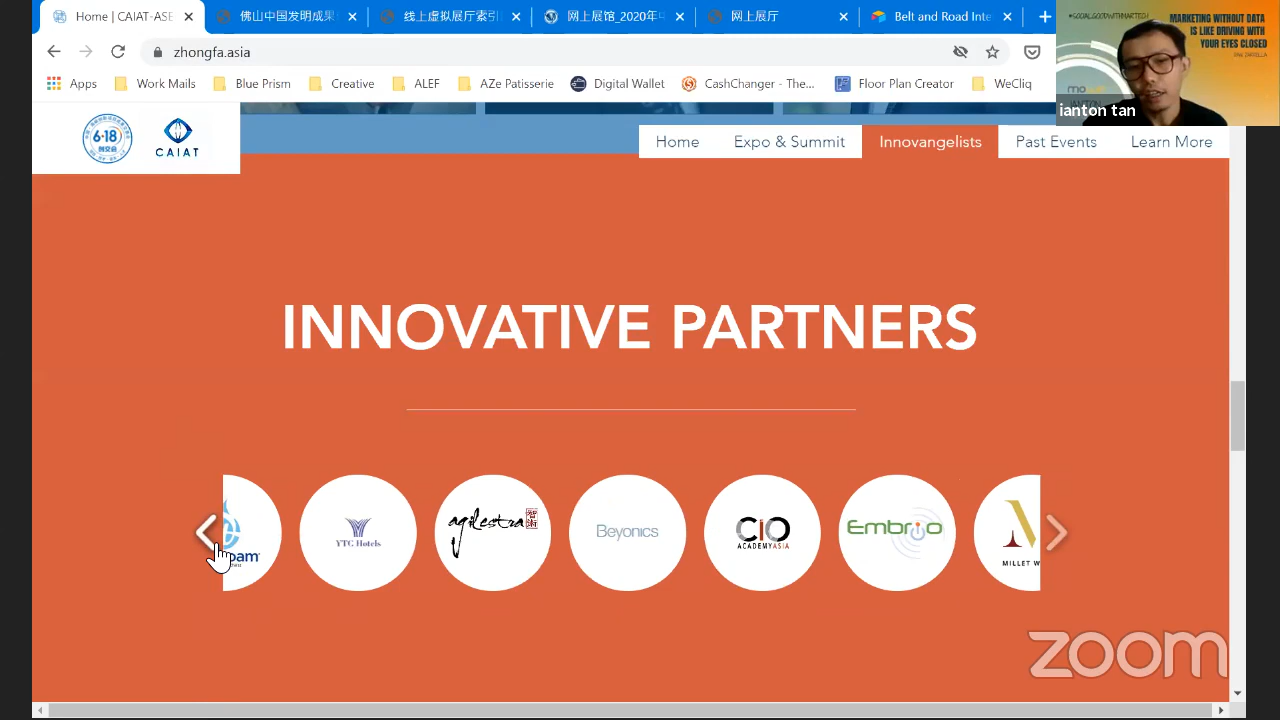 Home | CAIAT-ASE
佛山中国发明成果
线上虚拟展厅索引
网上展馆_2020年
网上展厅
Belt and Road Inte
zhongfa.asia
Apps
Work Mails
Blue Prism
Creative
ALEF
AZe Patisserie
Digital Wallet
CashChanger - The...
Floor Plan Creator
WeCliq
MARKETING WITHOUT DATA
IS LIKE DRIVING WITH
YOUR EYES CLOSED
ianton tan
6·18
CAIAT
Home
Expo & Summit
Innovangelists
Past Events
Learn More
INNOVATIVE PARTNERS
YTC Hotels
agilestra
Beyonics
CIO
ACADEMYASIA
Embrio
MILLET W
zoom